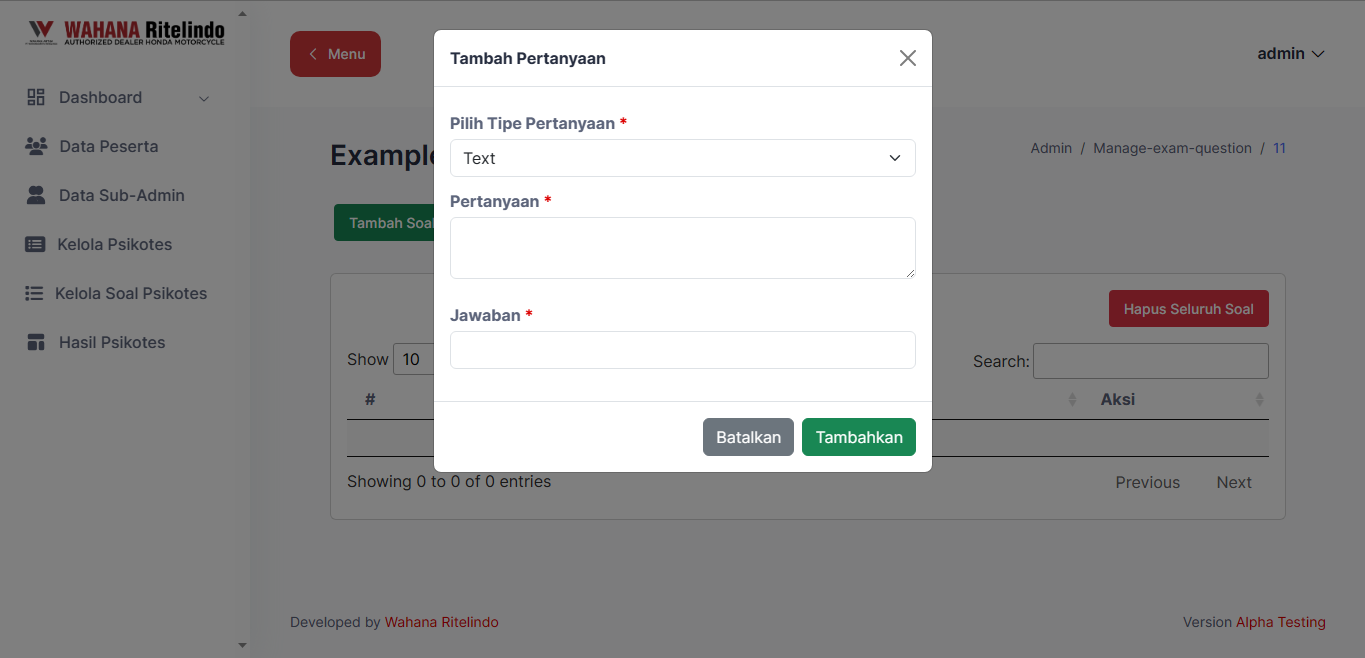 WAHANA Ritelindo
AUTHORIZED DEALER HONDA MOTORCYCLE
Dashboard
Data Peserta
Data Sub-Admin
Kelola Psikotes
Kelola Soal Psikotes
Hasil Psikotes
Menu
admin
Example
Admin / Manage-exam-question / 11
Tambah Soal
Hapus Seluruh Soal
Show 10
Search:
#
Aksi
Showing 0 to 0 of 0 entries
Previous Next
Tambah Pertanyaan
Pilih Tipe Pertanyaan *
Text
Pertanyaan *
Jawaban *
Batalkan Tambahkan
Developed by Wahana Ritelindo
Version Alpha Testing